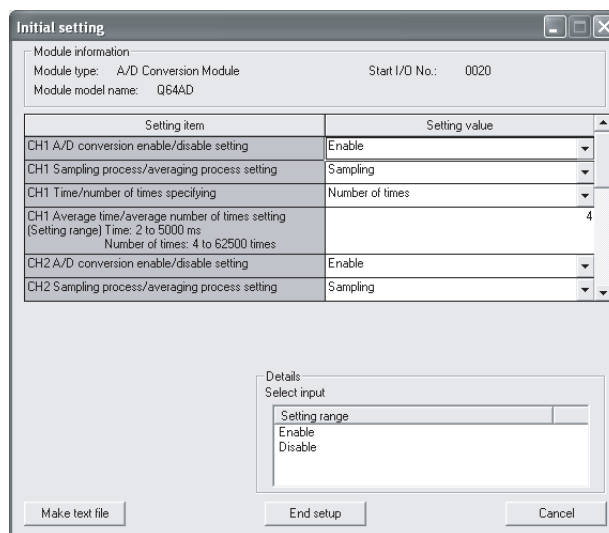 Initial setting
Module information
Module type: A/D Conversion Module Start I/O No.: 0020
Module model name: Q64AD
Setting item Setting value
CH1 A/D conversion enable/disable setting Enable
CH1 Sampling process/averaging process setting Sampling
CH1 Time/number of times specifying Number of times
CH1 Average time/average number of times setting 4
(Setting range) Time: 2 to 5000 ms
Number of times: 4 to 62500 times
CH2 A/D conversion enable/disable setting Enable
CH2 Sampling process/averaging process setting Sampling
Details
Select input
Setting range
Enable
Disable
Make text file End setup Cancel